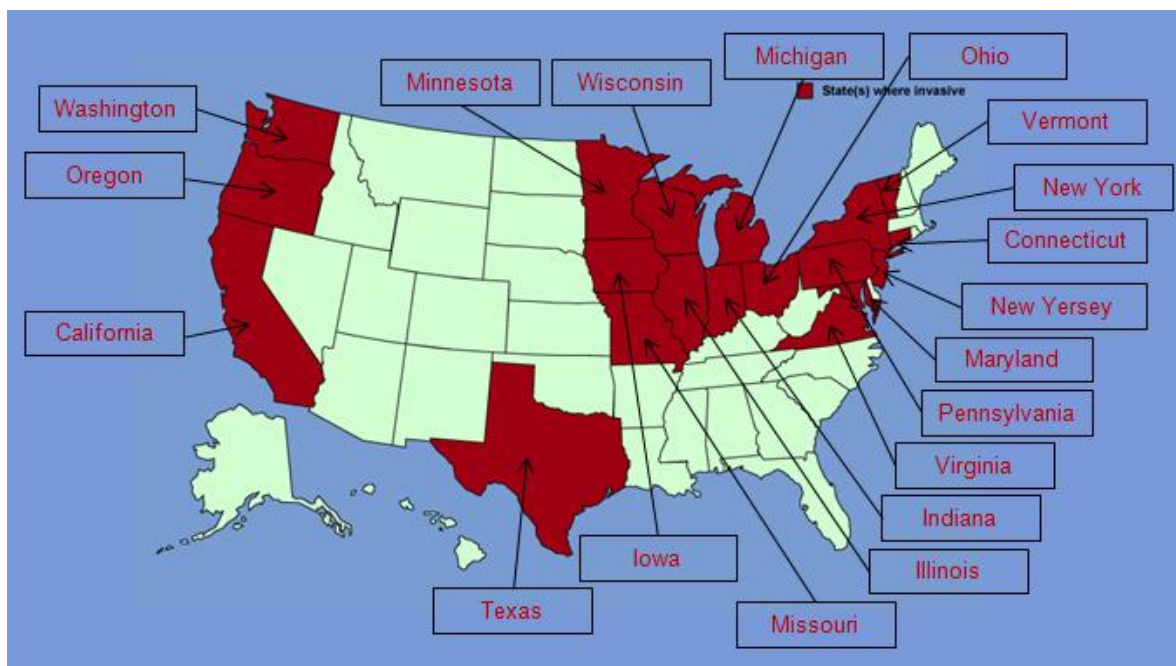 Michigan
Ohio
Minnesota
Wisconsin
State(s) where invasive
Washington
Vermont
Oregon
New York
Connecticut
New Yersey
California
Maryland
Pennsylvania
Virginia
Indiana
Iowa
Illinois
Texas
Missouri